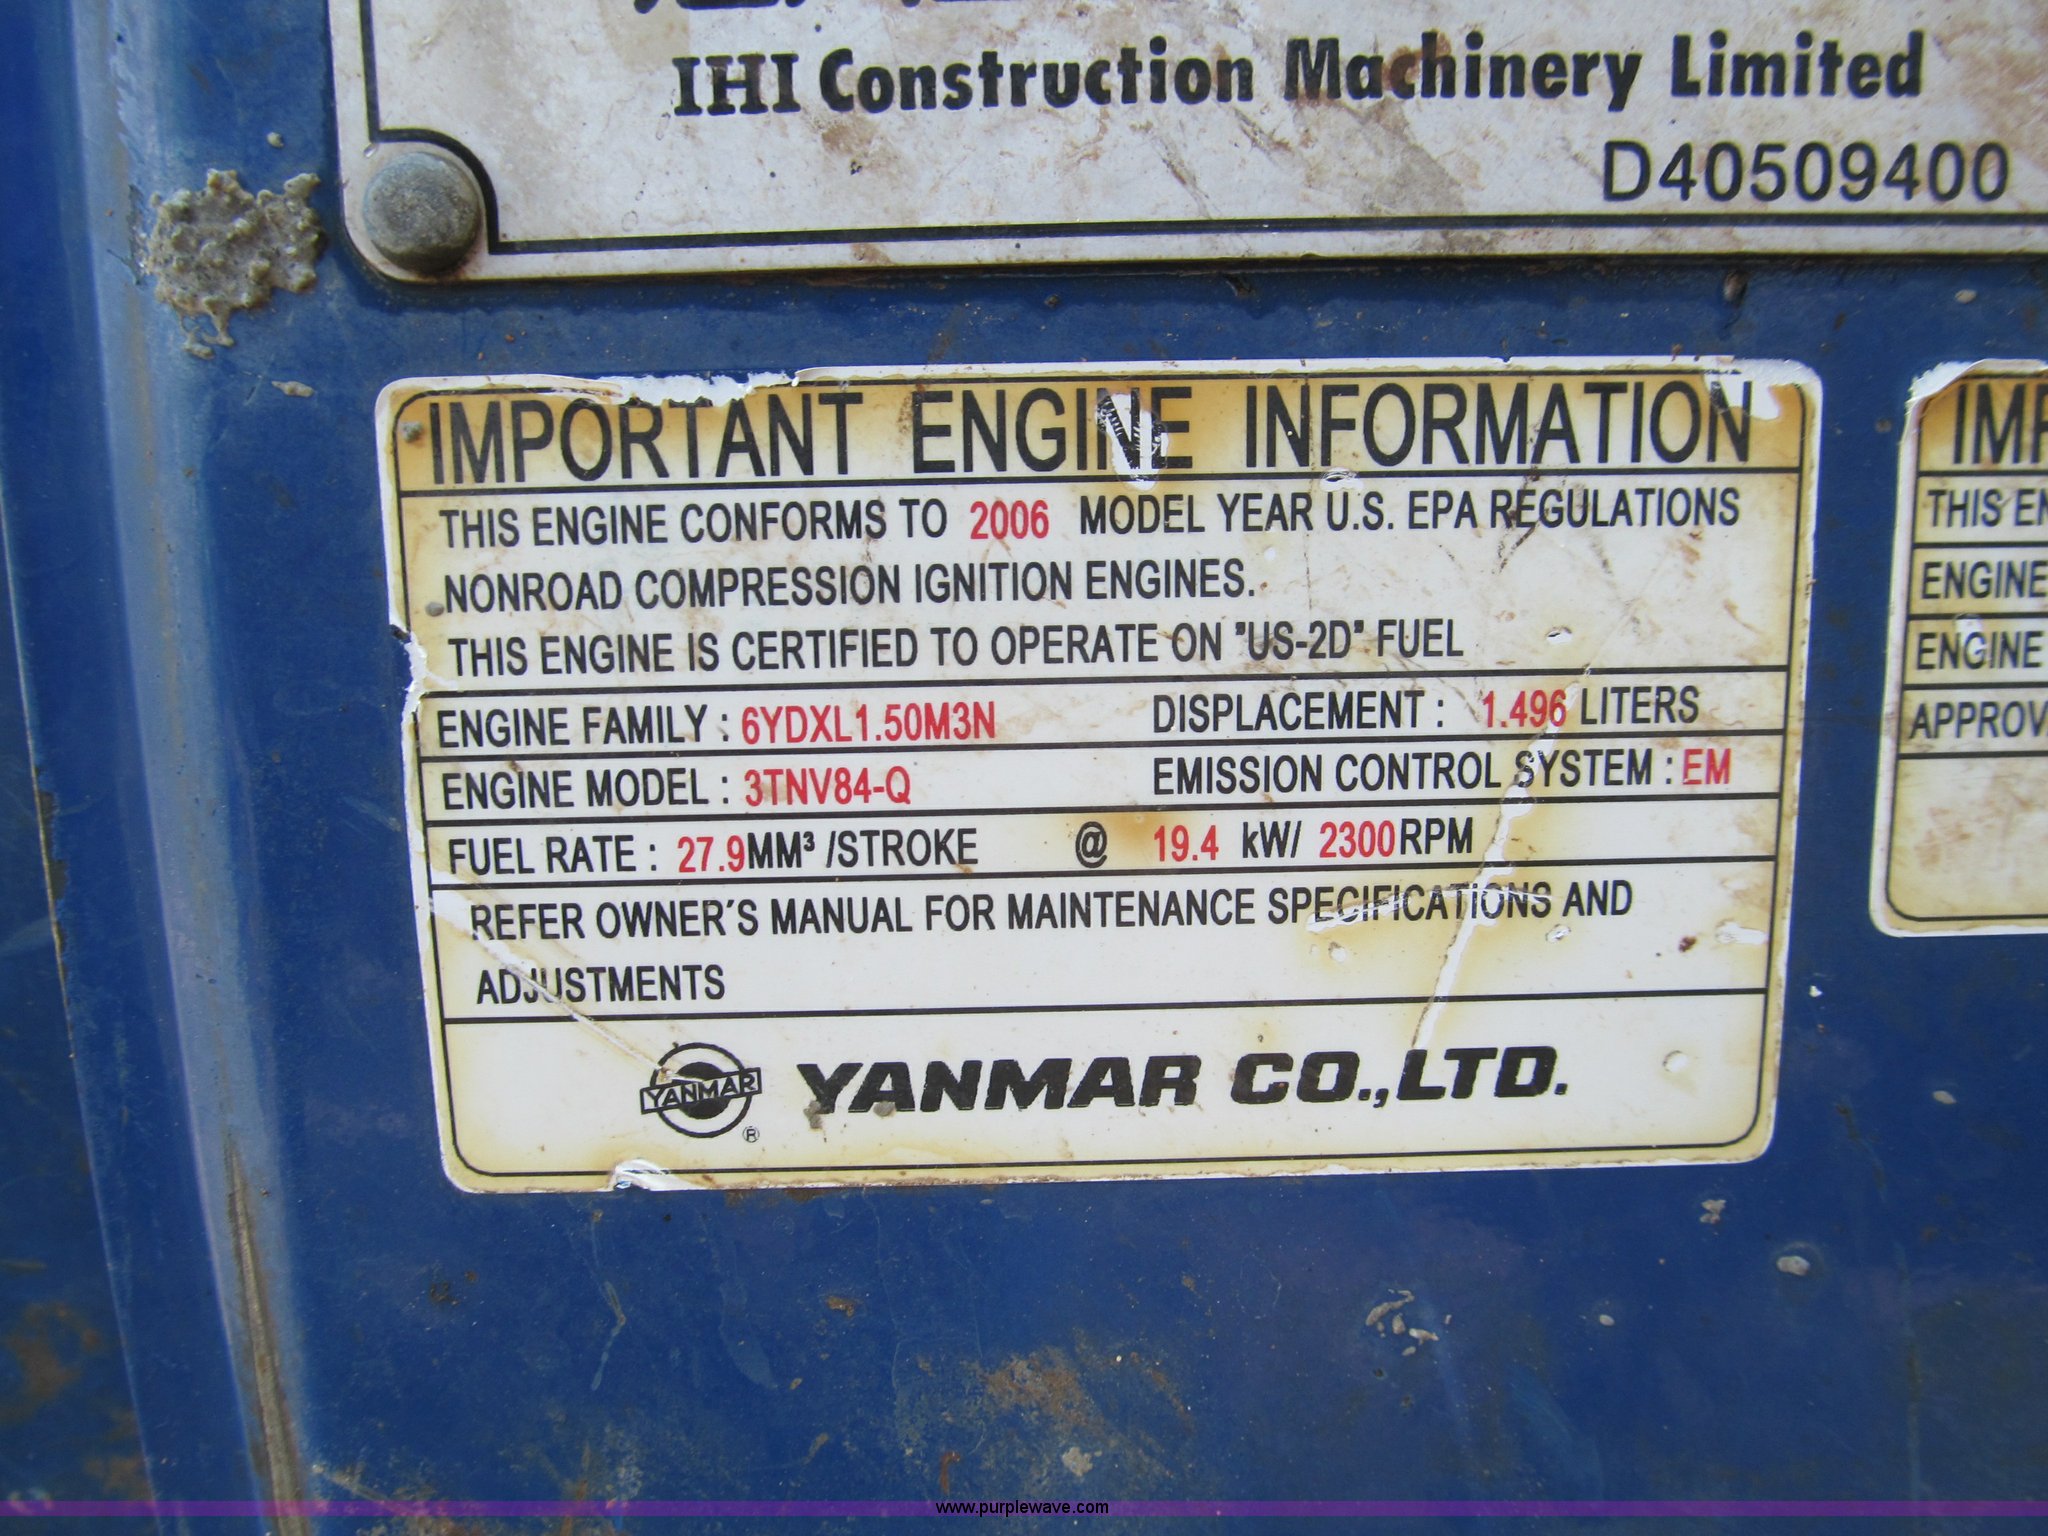 IHI Construction Machinery Limited
D40509400
IMPORTANT ENGINE INFORMATION
THIS ENGINE CONFORMS TO 2006 MODEL YEAR U.S. EPA REGULATIONS
NONROAD COMPRESSION IGNITION ENGINES.
THIS ENGINE IS CERTIFIED TO OPERATE ON "US-2D" FUEL
ENGINE FAMILY : 6YDXL1.50M3N DISPLACEMENT : 1.496 LITERS
ENGINE MODEL : 3TNV84-Q EMISSION CONTROL SYSTEM : EM
FUEL RATE : 27.9MM³ /STROKE @ 19.4 kW/ 2300RPM
REFER OWNER'S MANUAL FOR MAINTENANCE SPECIFICATIONS AND
ADJUSTMENTS
YANMAR ® YANMAR CO.,LTD.
THIS
ENGINE
ENGINE
www.purplewave.com